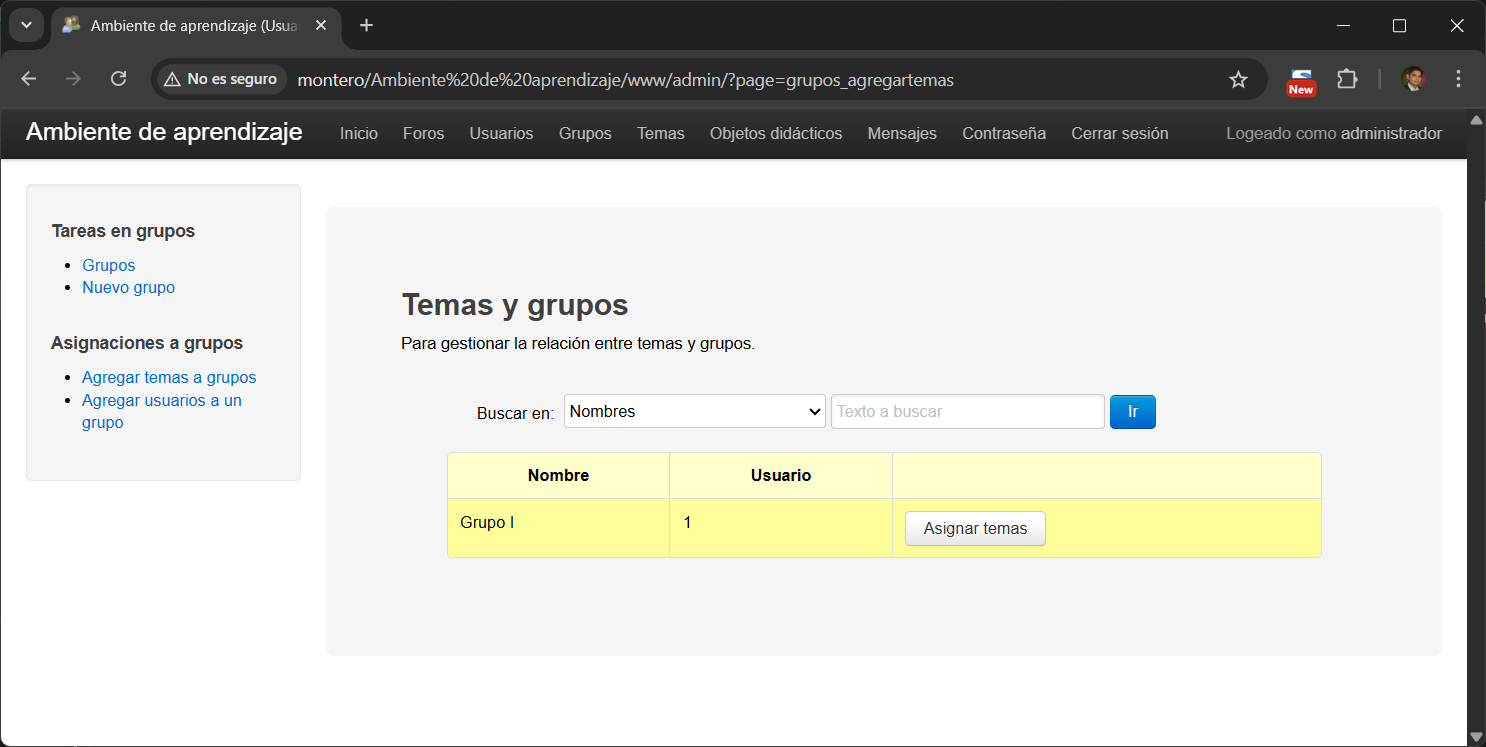 Ambiente de aprendizaje (Usua
No es seguro
montero/Ambiente%20de%20aprendizaje/www/admin/?page=grupos_agregartemas
New
Ambiente de aprendizaje Inicio Foros Usuarios Grupos Temas Objetos didácticos Mensajes Contraseña Cerrar sesión Logeado como administrador
Tareas en grupos
Grupos
Nuevo grupo
Asignaciones a grupos
Agregar temas a grupos
Agregar usuarios a un
grupo
Temas y grupos
Para gestionar la relación entre temas y grupos.
Buscar en: Nombres Texto a buscar Ir
Nombre Usuario
Grupo I 1 Asignar temas